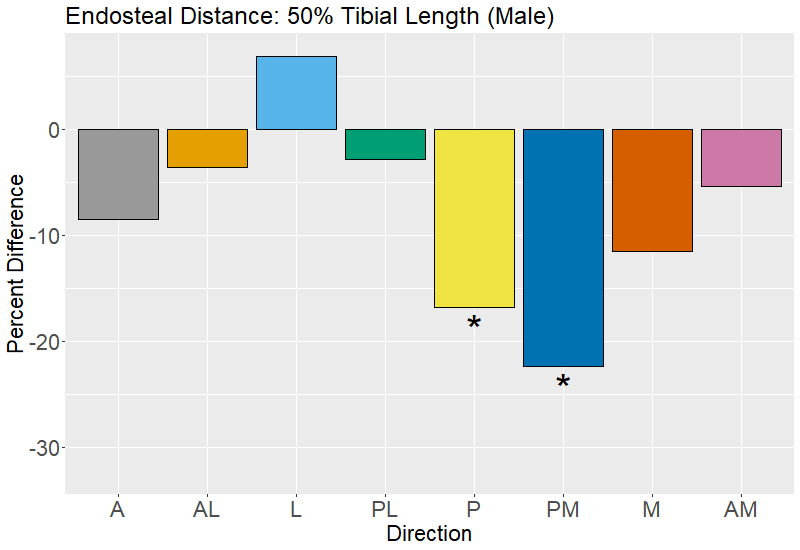 Endosteal Distance: 50% Tibial Length (Male)
Percent Difference
0
-10
-20
-30
*
*
A AL L PL P PM M AM
Direction